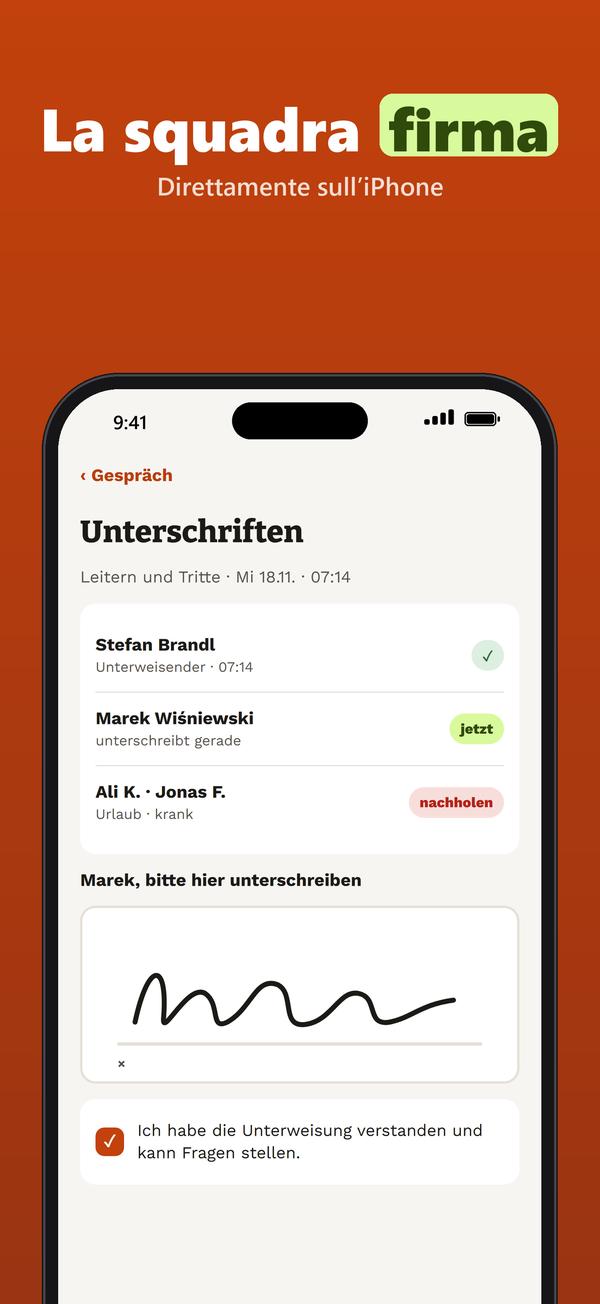 La squadra firma
Direttamente sull'iPhone
9:41
‹ Gespräch
Unterschriften
Leitern und Tritte · Mi 18.11. · 07:14
Stefan Brandl
Unterweisender · 07:14
✓
Marek Wiśniewski
unterschreibt gerade
jetzt
Ali K. · Jonas F.
Urlaub · krank
nachholen
Marek, bitte hier unterschreiben
×
✓
Ich habe die Unterweisung verstanden und
kann Fragen stellen.